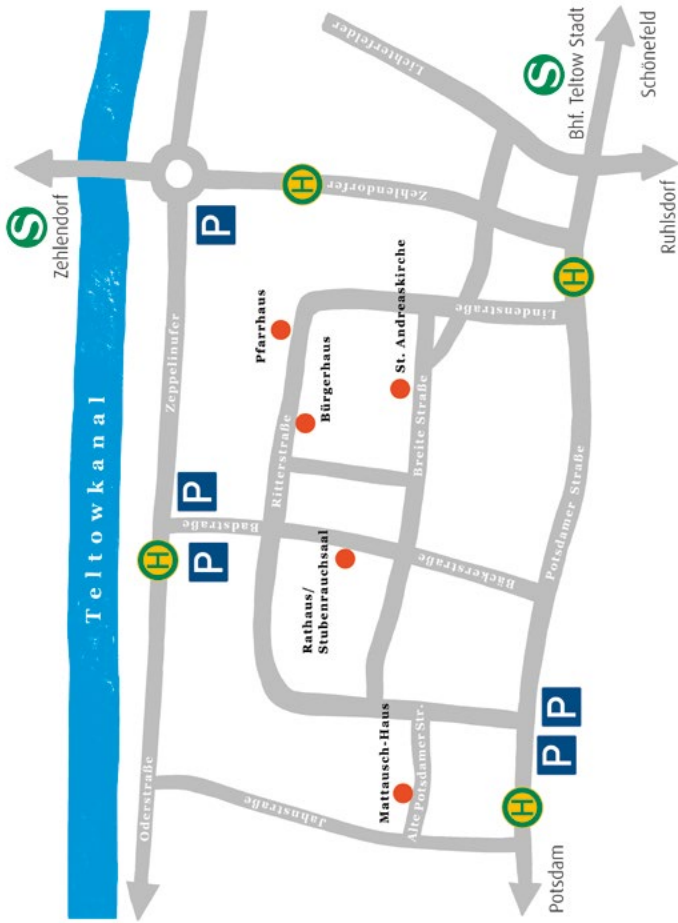 S
Zehlendorf
Teltowkanal
Oderstraße
H
Zeppelinufer
P
P
P
Badstraße
Lichterfelder
H
Zehlendorfer
Pfarrhaus
Ritterstraße
Bürgerhaus
Jahnstraße
Rathaus/
Stubenrauchsaal
Mattausch-Haus
St. Andreaskirche
Alte Potsdamer Str.
Breite Straße
Bäckerstraße
Lindenstraße
H
Potsdam
P
P
Potsdamer Straße
H
S
Bhf. Teltow Stadt
Schönefeld
Ruhlsdorf